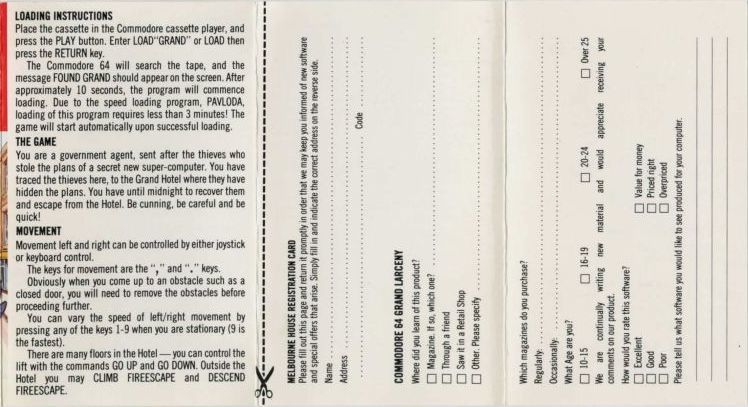 LOADING INSTRUCTIONS
Place the cassette in the Commodore cassette player, and
press the PLAY button. Enter LOAD"GRAND" or LOAD then
press the RETURN key.
The Commodore 64 will search the tape, and the
message FOUND GRAND should appear on the screen. After
approximately 10 seconds, the program will commence
loading. Due to the speed loading program, PAVLODA,
loading of this program requires less than 3 minutes! The
game will start automatically upon successful loading.
THE GAME
You are a government agent, sent after the thieves who
stole the plans of a secret new super-computer. You have
traced the thieves here, to the Grand Hotel where they have
hidden the plans. You have until midnight to recover them
and escape from the Hotel. Be cunning, be careful and be
quick!
MOVEMENT
Movement left and right can be controlled by either joystick
or keyboard control.
The keys for movement are the "," and "." keys.
Obviously when you come up to an obstacle such as a
closed door, you will need to remove the obstacles before
proceeding further.
You can vary the speed of left/right movement by
pressing any of the keys 1-9 when you are stationary (9 is
the fastest).
There are many floors in the Hotel — you can control the
lift with the commands GO UP and GO DOWN. Outside the
Hotel you may CLIMB FIREESCAPE and DESCEND
FIREESCAPE.
MELBOURNE HOUSE REGISTRATION CARD
Please fill out this page and return it promptly in order that we may keep you informed of new software
and special offers that arise. Simply fill in and indicate the correct address on the reverse side.
Name
Address
Code
COMMODORE 64 GRAND LARCENY
Where did you learn of this product?
Magazine. If so, which one?
Through a friend
Saw it in a Retail Shop
Other. Please specify
Which magazines do you purchase?
Regularly:
Occasionally:
What Age are you?
10-15 16-19 20-24 Over 25
We are continually writing new material and would appreciate receiving your
comments on our product.
How would you rate this software?
Excellent Value for money
Good Priced right
Poor Overpriced
Please tell us what software you would like to see produced for your computer.